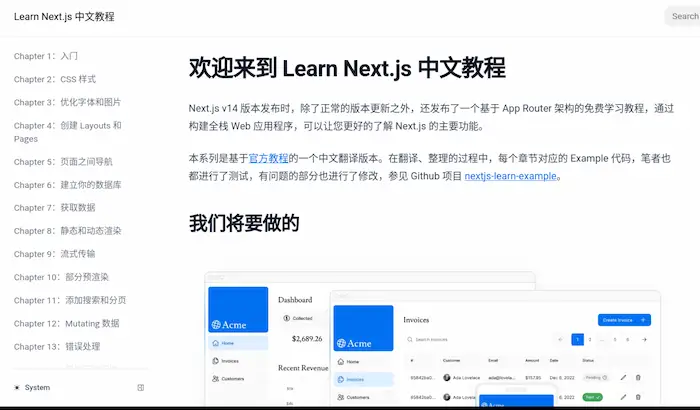 Learn Next.js 中文教程
Search
Chapter 1：入门
Chapter 2：CSS 样式
Chapter 3：优化字体和图片
Chapter 4：创建 Layouts 和
Pages
Chapter 5：页面之间导航
Chapter 6：建立你的数据库
Chapter 7：获取数据
Chapter 8：静态和动态渲染
Chapter 9：流式传输
Chapter 10：部分预渲染
Chapter 11：添加搜索和分页
Chapter 12：Mutating 数据
Chapter 13：错误处理
System
欢迎来到 Learn Next.js 中文教程
Next.js v14 版本发布时，除了正常的版本更新之外，还发布了一个基于 App Router 架构的免费学习教程，通过
构建全栈 Web 应用程序，可以让您更好的了解 Next.js 的主要功能。
本系列是基于官方教程的一个中文翻译版本。在翻译、整理的过程中，每个章节对应的 Example 代码，笔者也
都进行了测试，有问题的部分也进行了修改，参见 Github 项目 nextjs-learn-example。
我们将要做的
Acme
Home
Invoices
Customers
Dashboard
Collected
$2,689.26
Recent Revenue
Acme
Home
Invoices
Customers
Invoices
Create Invoice +
Search invoices
1
# Customer Email Amount Date Status
Ada Lovelace $157.95 Dec 6, 2022 Pending
Dec 6, 2022 Paid
Acme